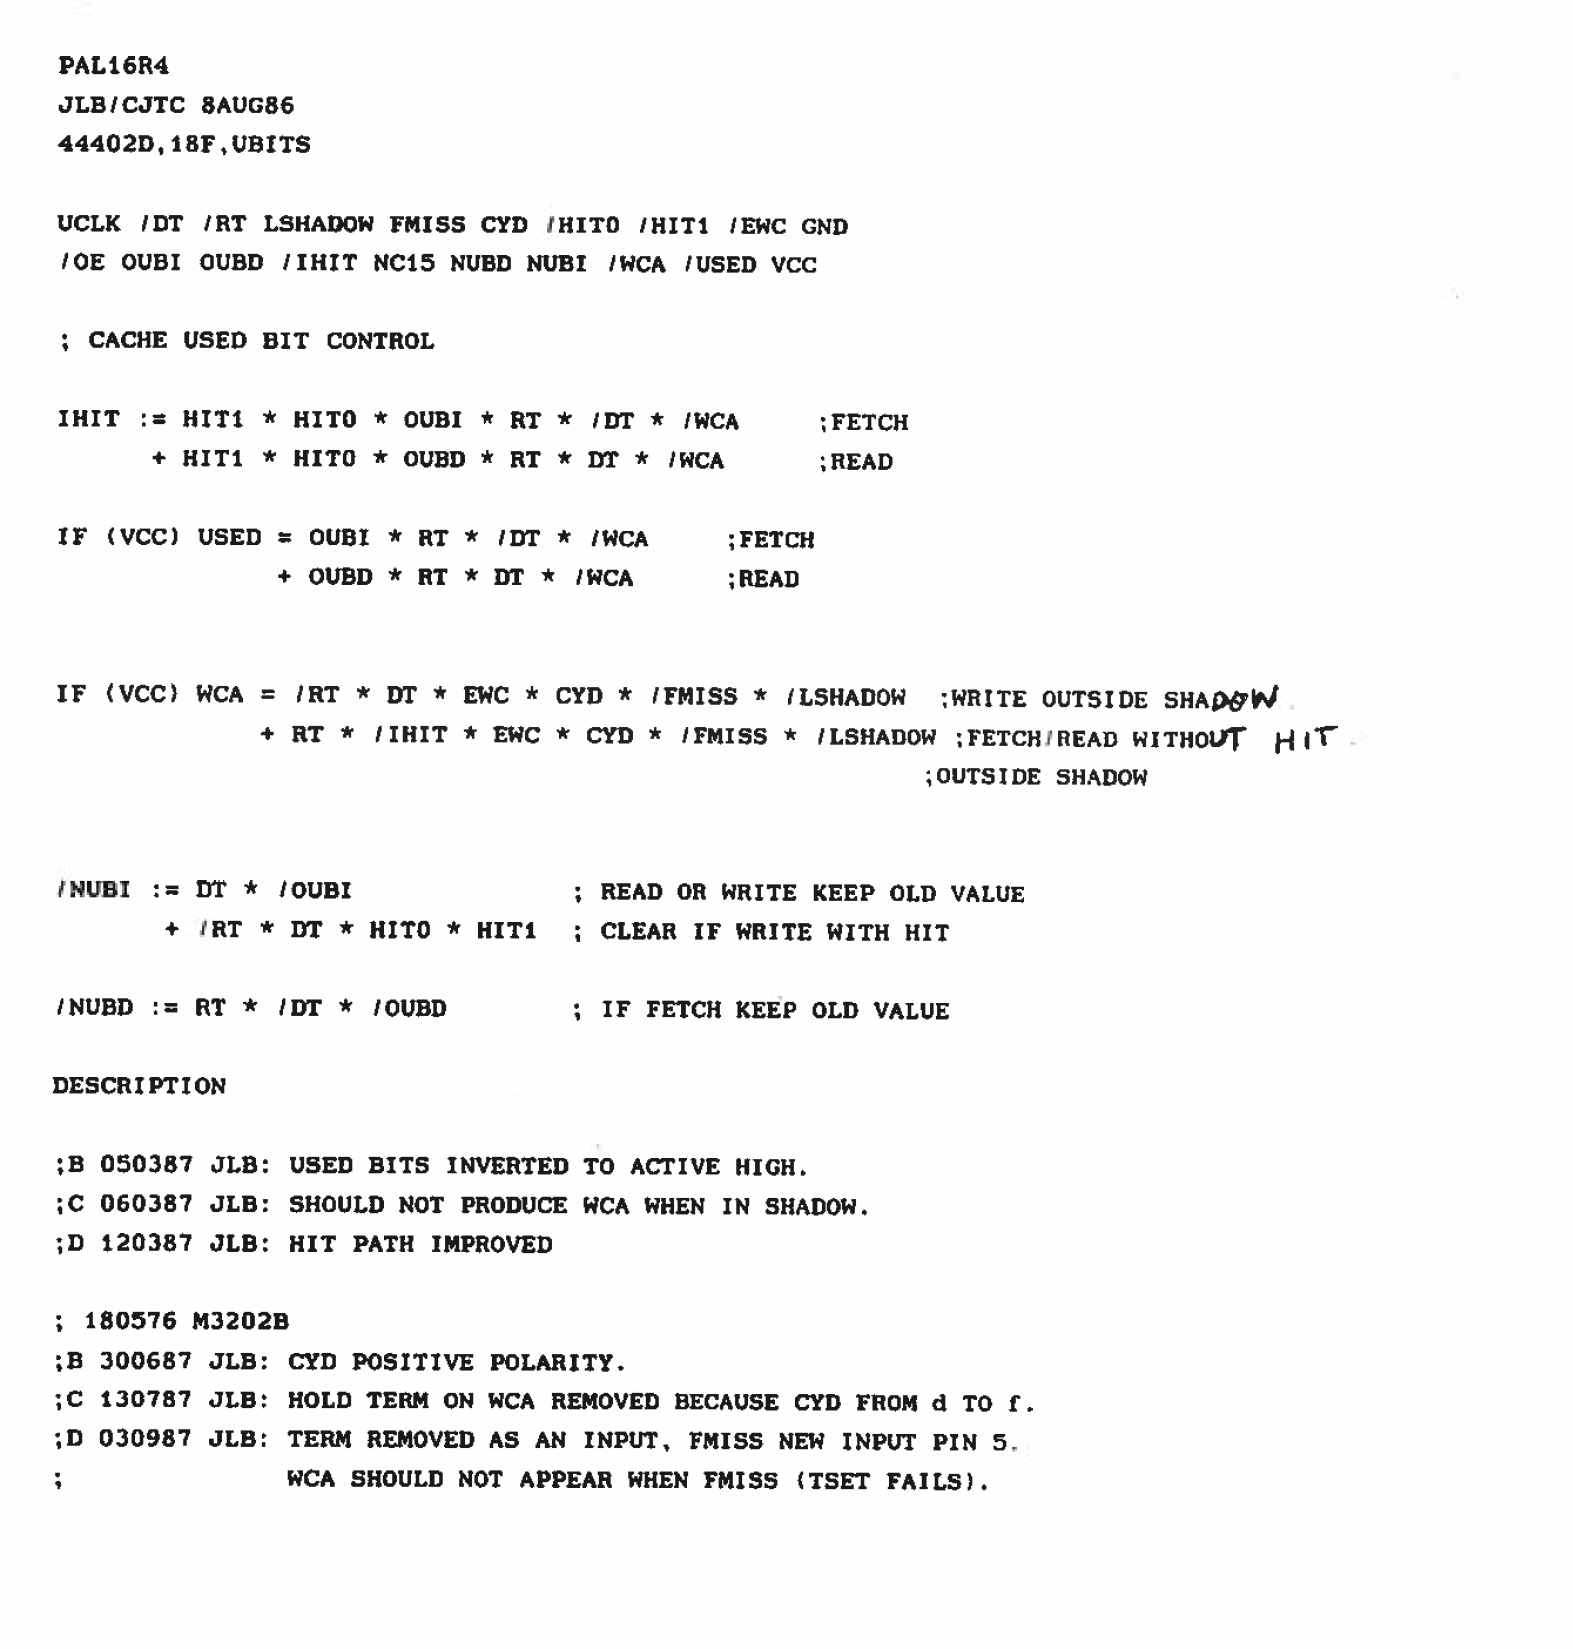 PAL16R4
JLB/CJTC 8AUG86
44402D,18F,UBITS
UCLK /DT /RT LSHADOW FMISS CYD /HIT0 /HIT1 /EWC GND
/OE OUBI OUBD /IHIT NC15 NUBD NUBI /WCA /USED VCC
; CACHE USED BIT CONTROL
IHIT := HIT1 * HIT0 * OUBI * RT * /DT * /WCA ;FETCH
+ HIT1 * HIT0 * OUBD * RT * DT * /WCA ;READ
IF (VCC) USED = OUBI * RT * /DT * /WCA ;FETCH
+ OUBD * RT * DT * /WCA ;READ
IF (VCC) WCA = /RT * DT * EWC * CYD * /FMISS * /LSHADOW ;WRITE OUTSIDE SHADOW
+ RT * /IHIT * EWC * CYD * /FMISS * /LSHADOW ;FETCH/READ WITHOUT HIT
;OUTSIDE SHADOW
/NUBI := DT * /OUBI ; READ OR WRITE KEEP OLD VALUE
+ /RT * DT * HIT0 * HIT1 ; CLEAR IF WRITE WITH HIT
/NUBD := RT * /DT * /OUBD ; IF FETCH KEEP OLD VALUE
DESCRIPTION
;B 050387 JLB: USED BITS INVERTED TO ACTIVE HIGH.
;C 060387 JLB: SHOULD NOT PRODUCE WCA WHEN IN SHADOW.
;D 120387 JLB: HIT PATH IMPROVED
; 180576 M3202B
;B 300687 JLB: CYD POSITIVE POLARITY.
;C 130787 JLB: HOLD TERM ON WCA REMOVED BECAUSE CYD FROM d TO f.
;D 030987 JLB: TERM REMOVED AS AN INPUT, FMISS NEW INPUT PIN 5.
; WCA SHOULD NOT APPEAR WHEN FMISS (TSET FAILS).